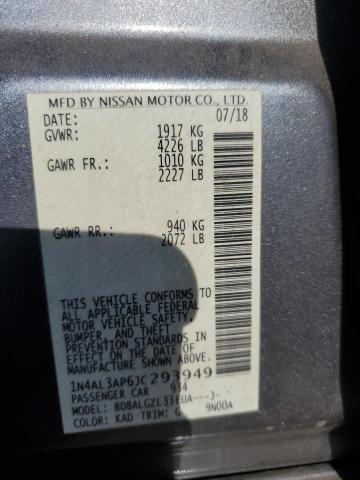 MFD BY NISSAN MOTOR CO., LTD.
DATE: 07/18
GVWR: 1917 KG
4226 LB
GAWR FR.: 1010 KG
2227 LB
GAWR RR.: 940 KG
2072 LB
THIS VEHICLE CONFORMS TO
ALL APPLICABLE FEDERAL
MOTOR VEHICLE SAFETY,
BUMPER, AND THEFT
PREVENTION STANDARDS IN
EFFECT ON THE DATE OF
MANUFACTURE SHOWN ABOVE.
1N4AL3AP6JC293949
PASSENGER CAR 934
MODEL: BDBALGZL33EUA---J-
COLOR: KAD TRIM: G 9N00A